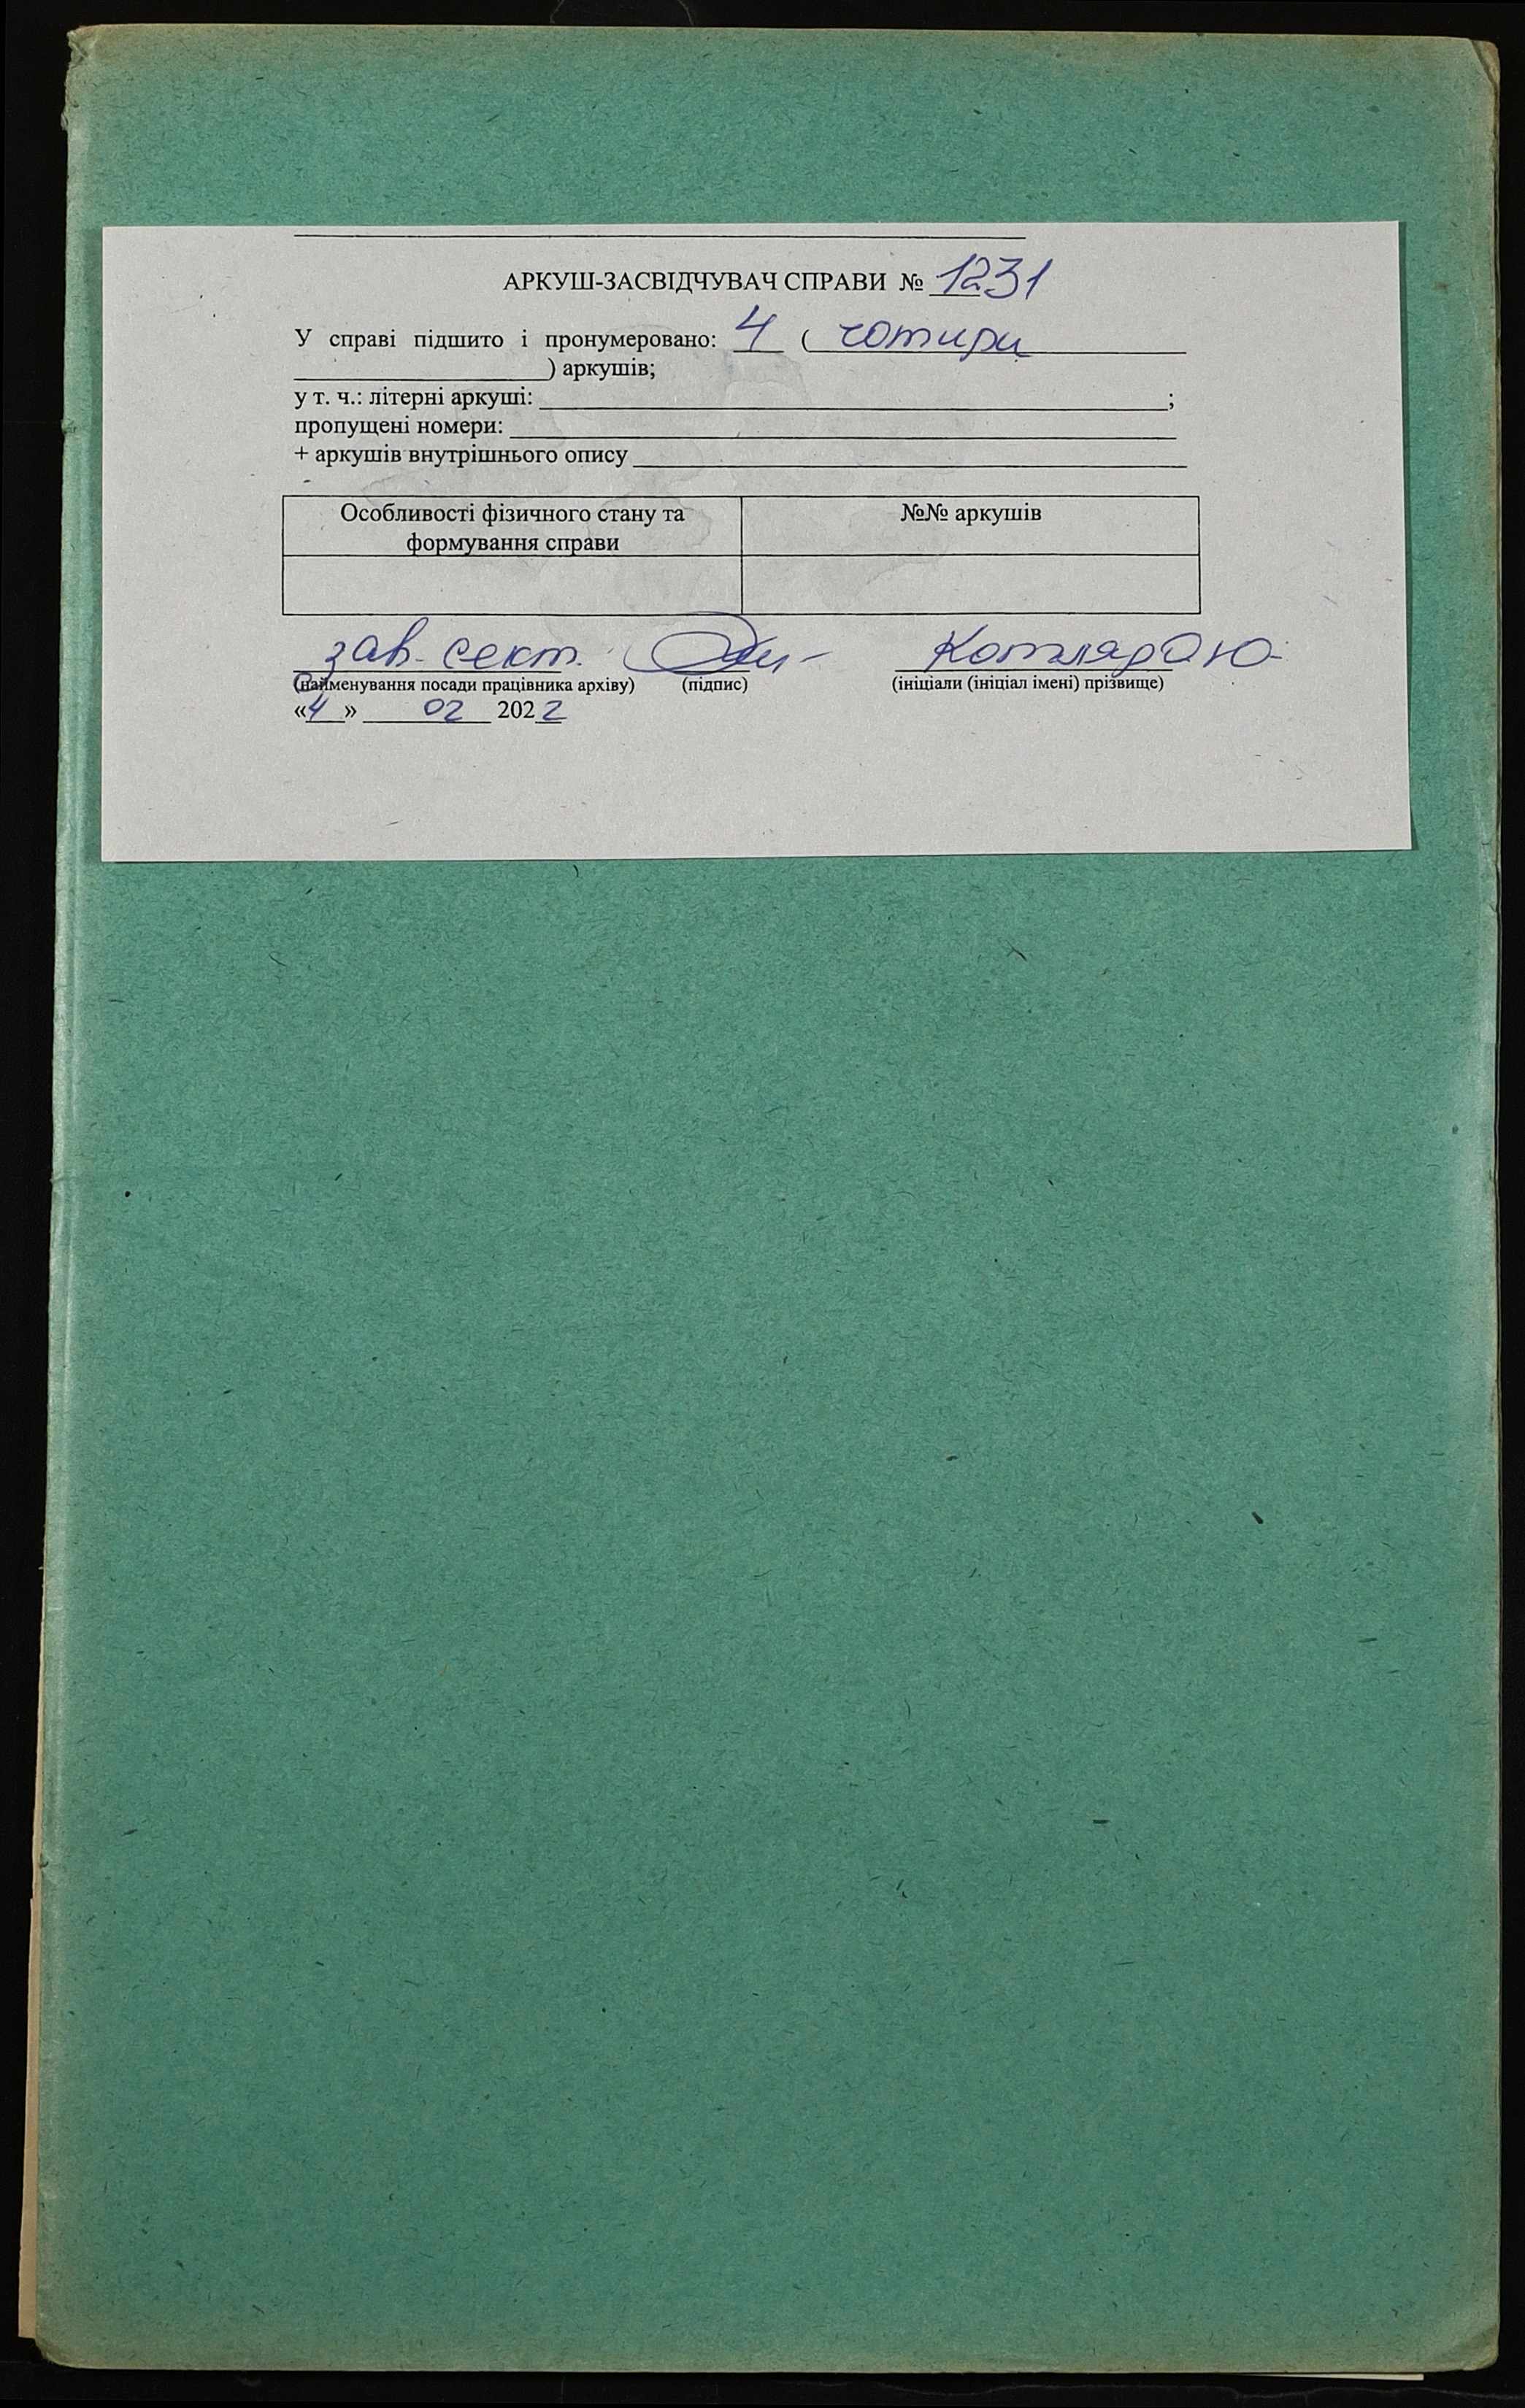 АРКУШ-ЗАСВІДЧУВАЧ СПРАВИ № 1231
У справі підшито і пронумеровано: 4 ( чотири
) аркушів;
у т. ч.: літерні аркуші: ;
пропущені номери:
+ аркушів внутрішнього опису
Особливості фізичного стану та формування справи
№№ аркушів
зав. сект. Котляр О Ю.
(найменування посади працівника архіву) (підпис) (ініціали (ініціал імені) прізвище)
«4» 02 2022